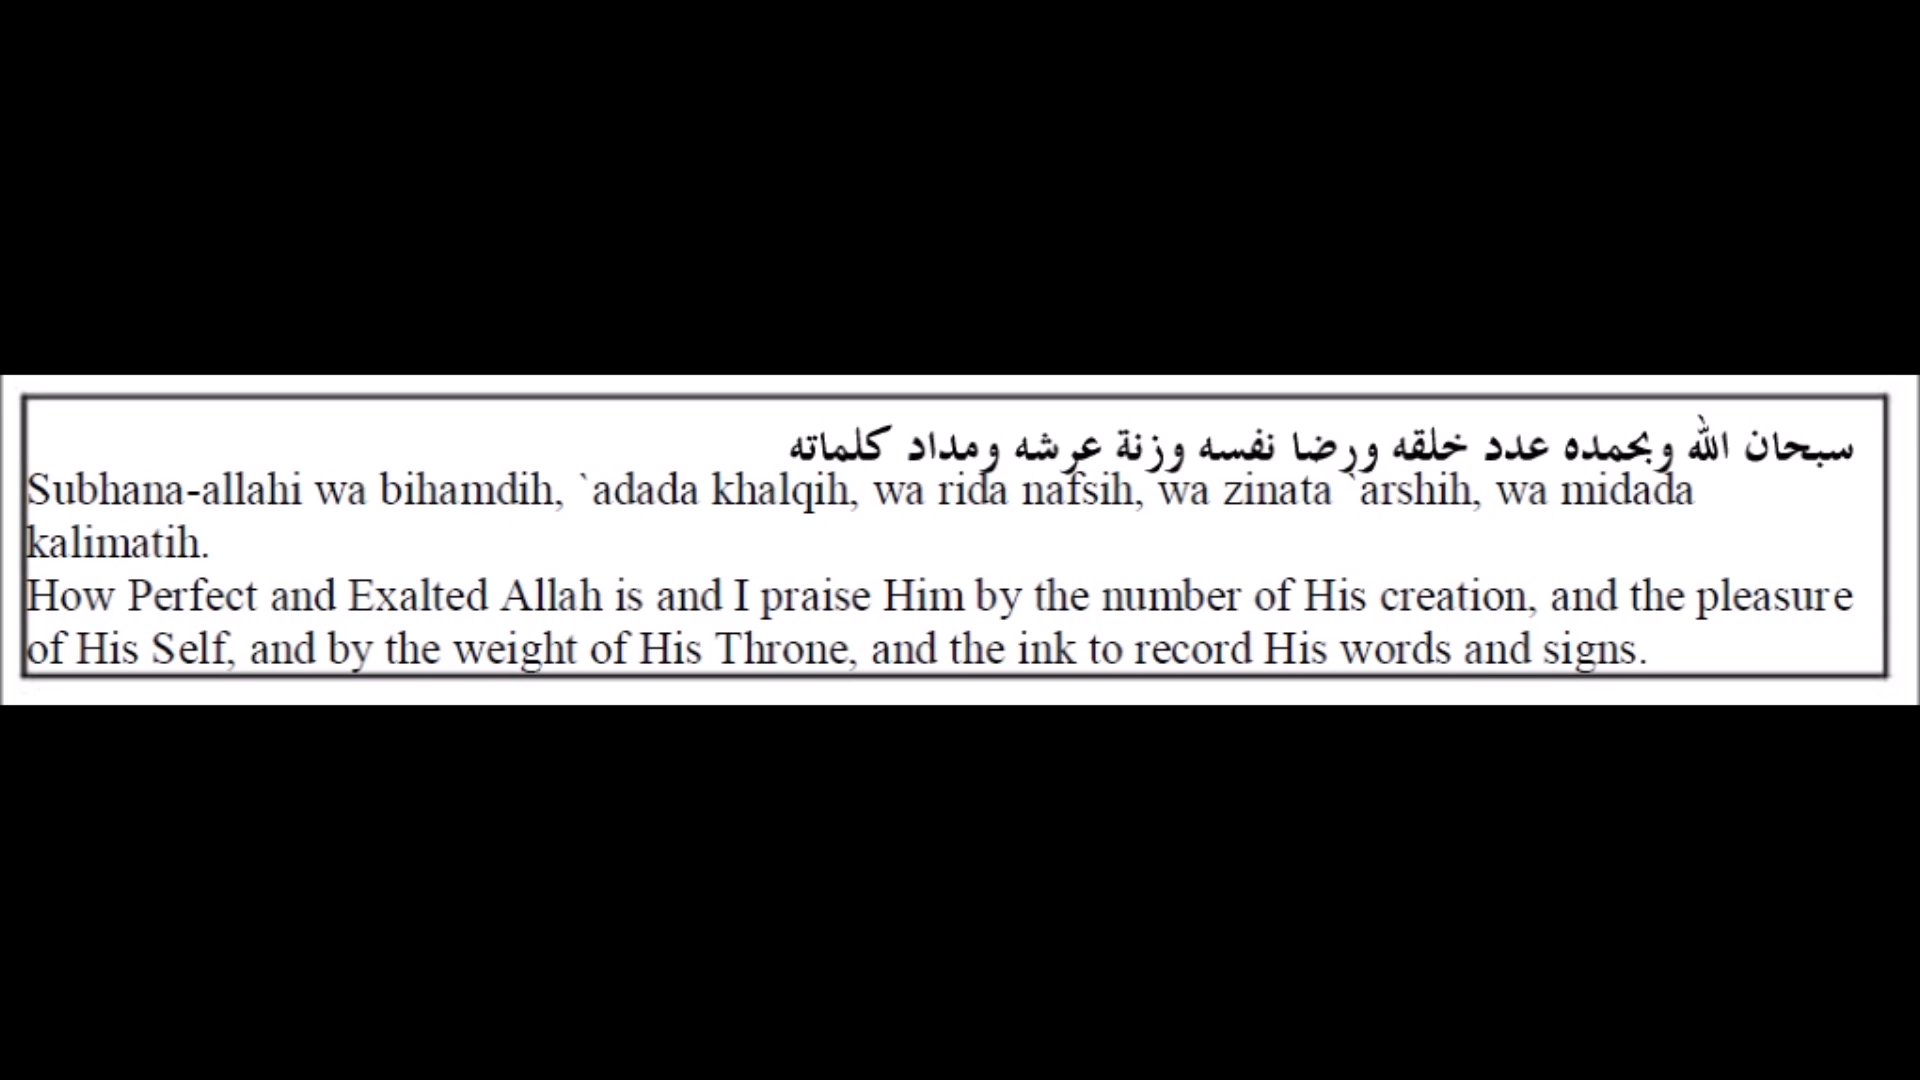 سبحان الله وبحمده عدد خلقه ورضا نفسه وزنة عرشه ومداد كلماته
Subhana-allahi wa bihamdih, `adada khalqih, wa rida nafsih, wa zinata `arshih, wa midada
kalimatih.
How Perfect and Exalted Allah is and I praise Him by the number of His creation, and the pleasure
of His Self, and by the weight of His Throne, and the ink to record His words and signs.